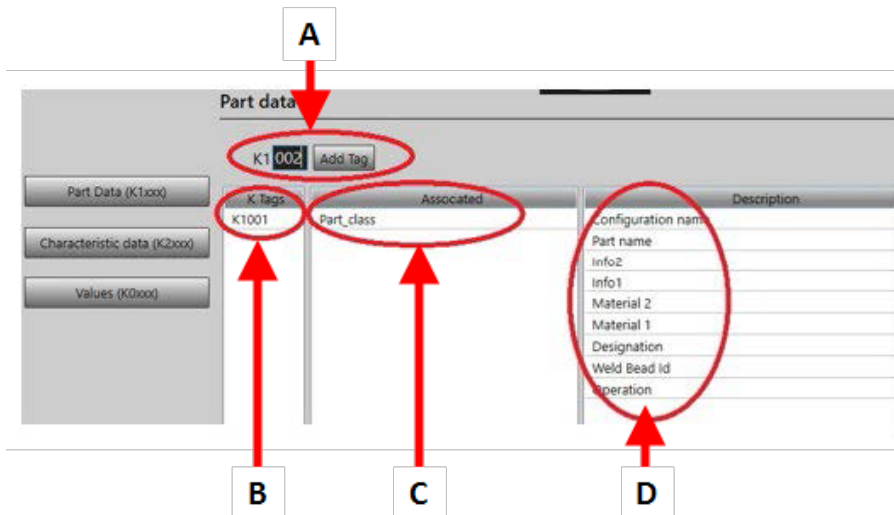 A
Part data
K1 002 Add Tag
Part Data (K1xxx)
Characteristic data (K2xxx)
Values (K0xxx)
K Tags Assocated Description
K1001 Part_class Configuration name
Part name
Info2
Info1
Material 2
Material 1
Designation
Weld Bead Id
Operation
B C D